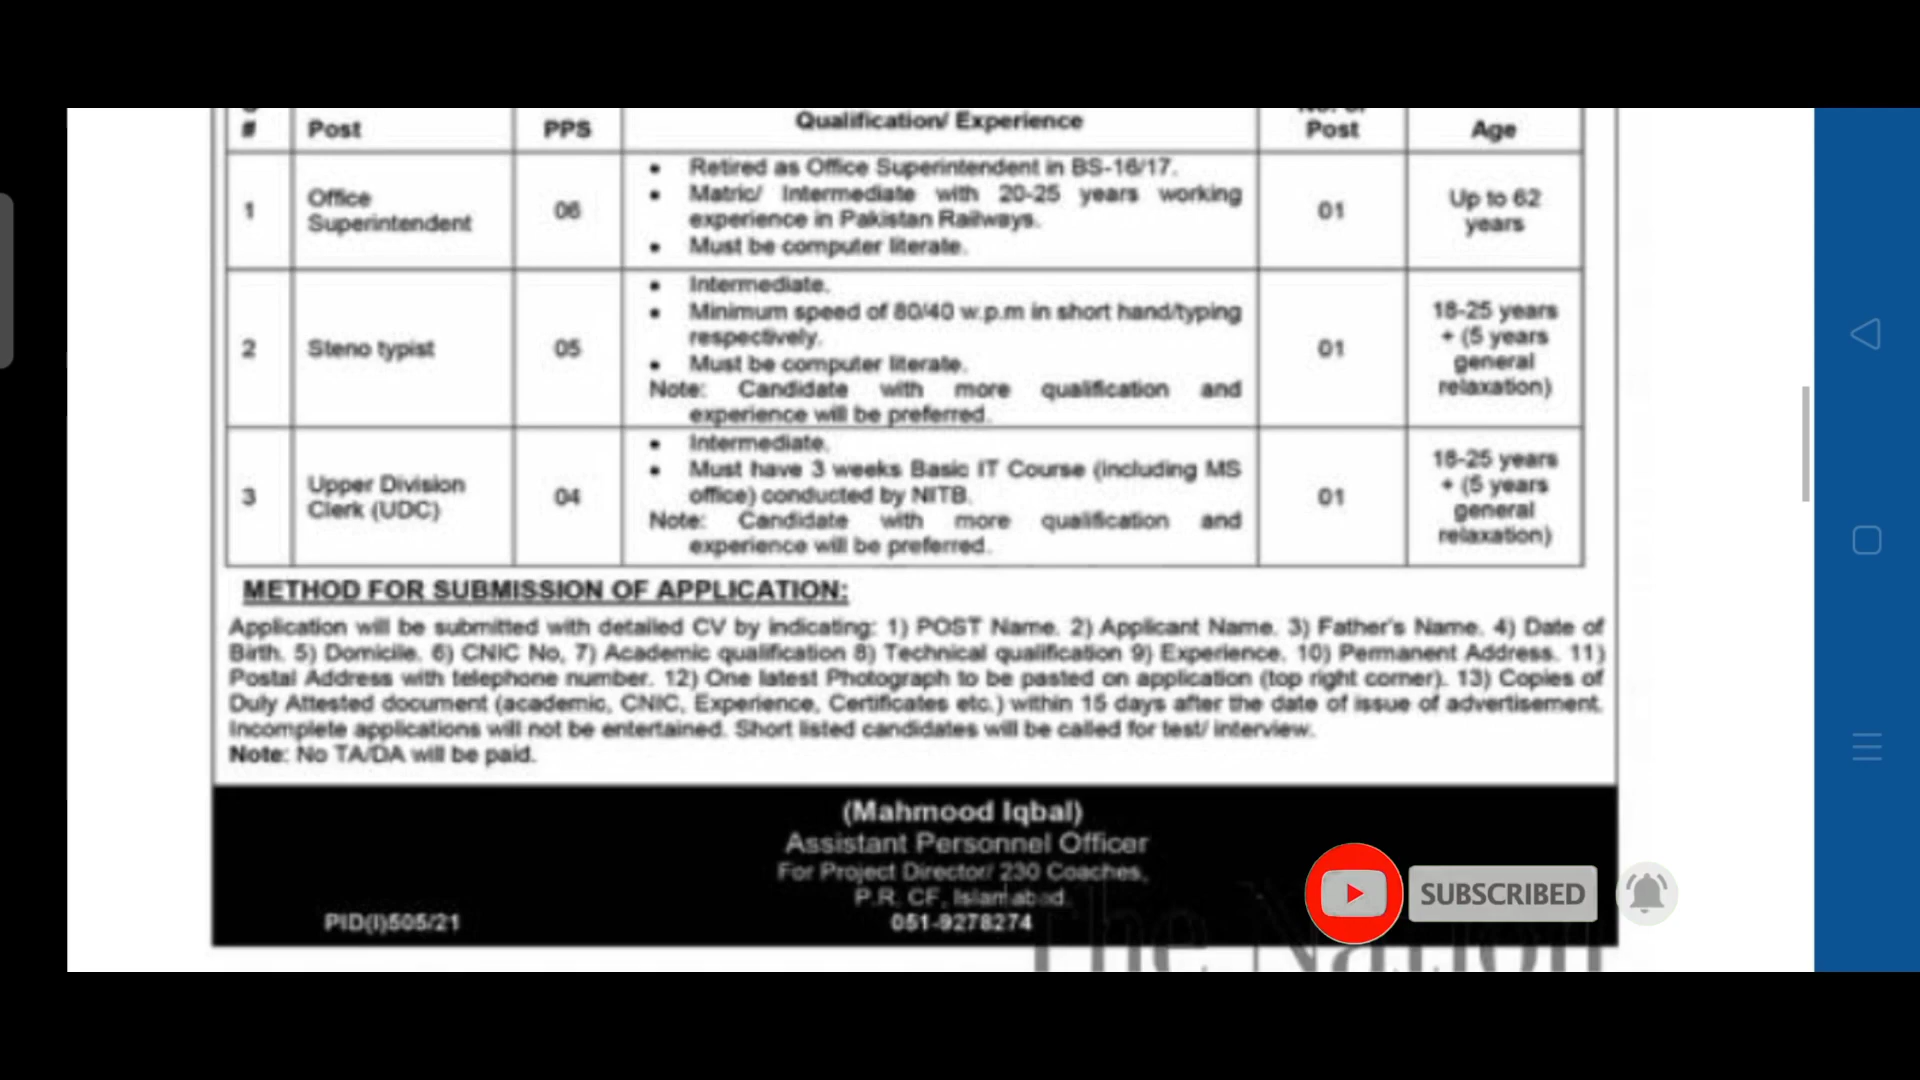 #
Post
PPS
Qualification/ Experience
No. of
Post
Age
1
Office
Superintendent
06
• Retired as Office Superintendent in BS-16/17.
• Matric/ Intermediate with 20-25 years working
experience in Pakistan Railways.
• Must be computer literate.
01
Up to 62
years
2
Steno typist
05
• Intermediate.
• Minimum speed of 80/40 w.p.m in short hand/typing
respectively.
• Must be computer literate.
Note: Candidate with more qualification and
experience will be preferred.
01
18-25 years
+ (5 years
general
relaxation)
3
Upper Division
Clerk (UDC)
04
• Intermediate.
• Must have 3 weeks Basic IT Course (including MS
office) conducted by NITB.
Note: Candidate with more qualification and
experience will be preferred.
01
18-25 years
+ (5 years
general
relaxation)
METHOD FOR SUBMISSION OF APPLICATION:
Application will be submitted with detailed CV by indicating: 1) POST Name. 2) Applicant Name. 3) Father's Name. 4) Date of
Birth. 5) Domicile. 6) CNIC No, 7) Academic qualification 8) Technical qualification 9) Experience. 10) Permanent Address. 11)
Postal Address with telephone number. 12) One latest Photograph to be pasted on application (top right corner). 13) Copies of
Duly Attested document (academic, CNIC, Experience, Certificates etc.) within 15 days after the date of issue of advertisement.
Incomplete applications will not be entertained. Short listed candidates will be called for test/ interview.
Note: No TA/DA will be paid.
(Mahmood Iqbal)
Assistant Personnel Officer
For Project Director/ 230 Coaches,
P.R. CF, Islamabad.
051-9278274
PID(I)505/21
SUBSCRIBED
The Nation